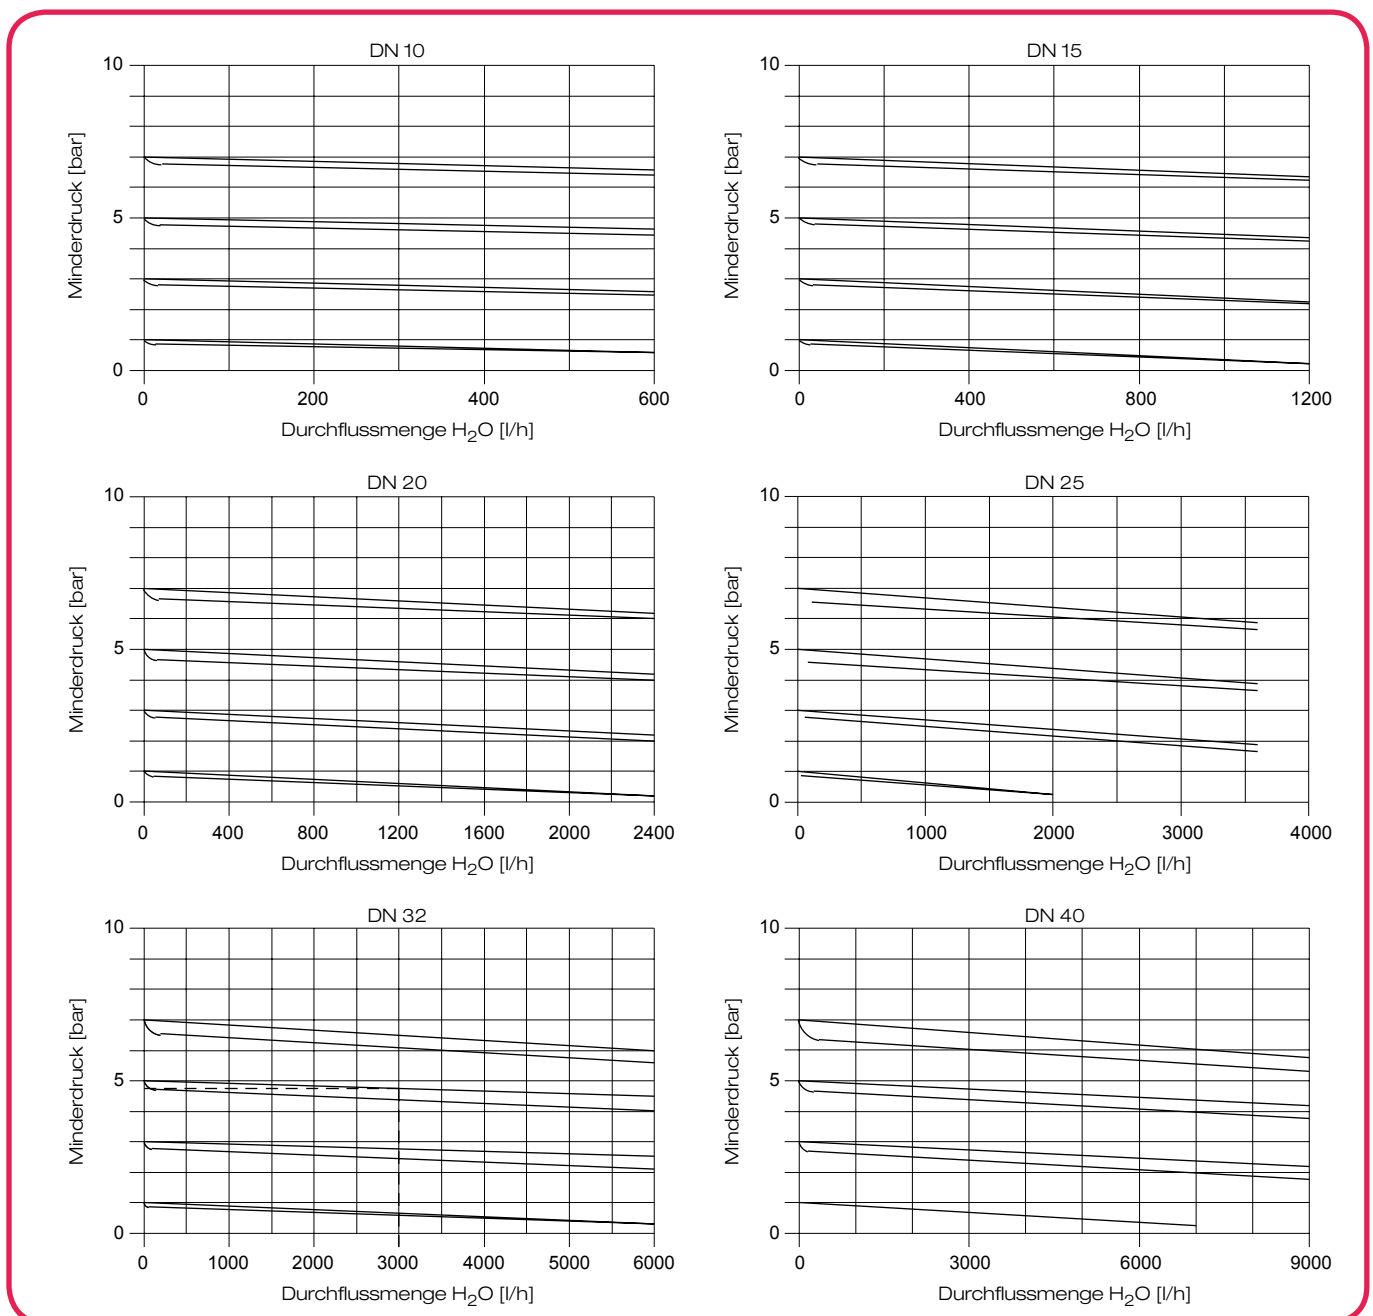 DN 10
10
5
0
Minderdruck [bar]
0 200 400 600
Durchflussmenge H₂O [l/h]
DN 15
10
5
0
Minderdruck [bar]
0 400 800 1200
Durchflussmenge H₂O [l/h]
DN 20
10
5
0
Minderdruck [bar]
0 400 800 1200 1600 2000 2400
Durchflussmenge H₂O [l/h]
DN 25
10
5
0
Minderdruck [bar]
0 1000 2000 3000 4000
Durchflussmenge H₂O [l/h]
DN 32
10
5
0
Minderdruck [bar]
0 1000 2000 3000 4000 5000 6000
Durchflussmenge H₂O [l/h]
DN 40
10
5
0
Minderdruck [bar]
0 3000 6000 9000
Durchflussmenge H₂O [l/h]